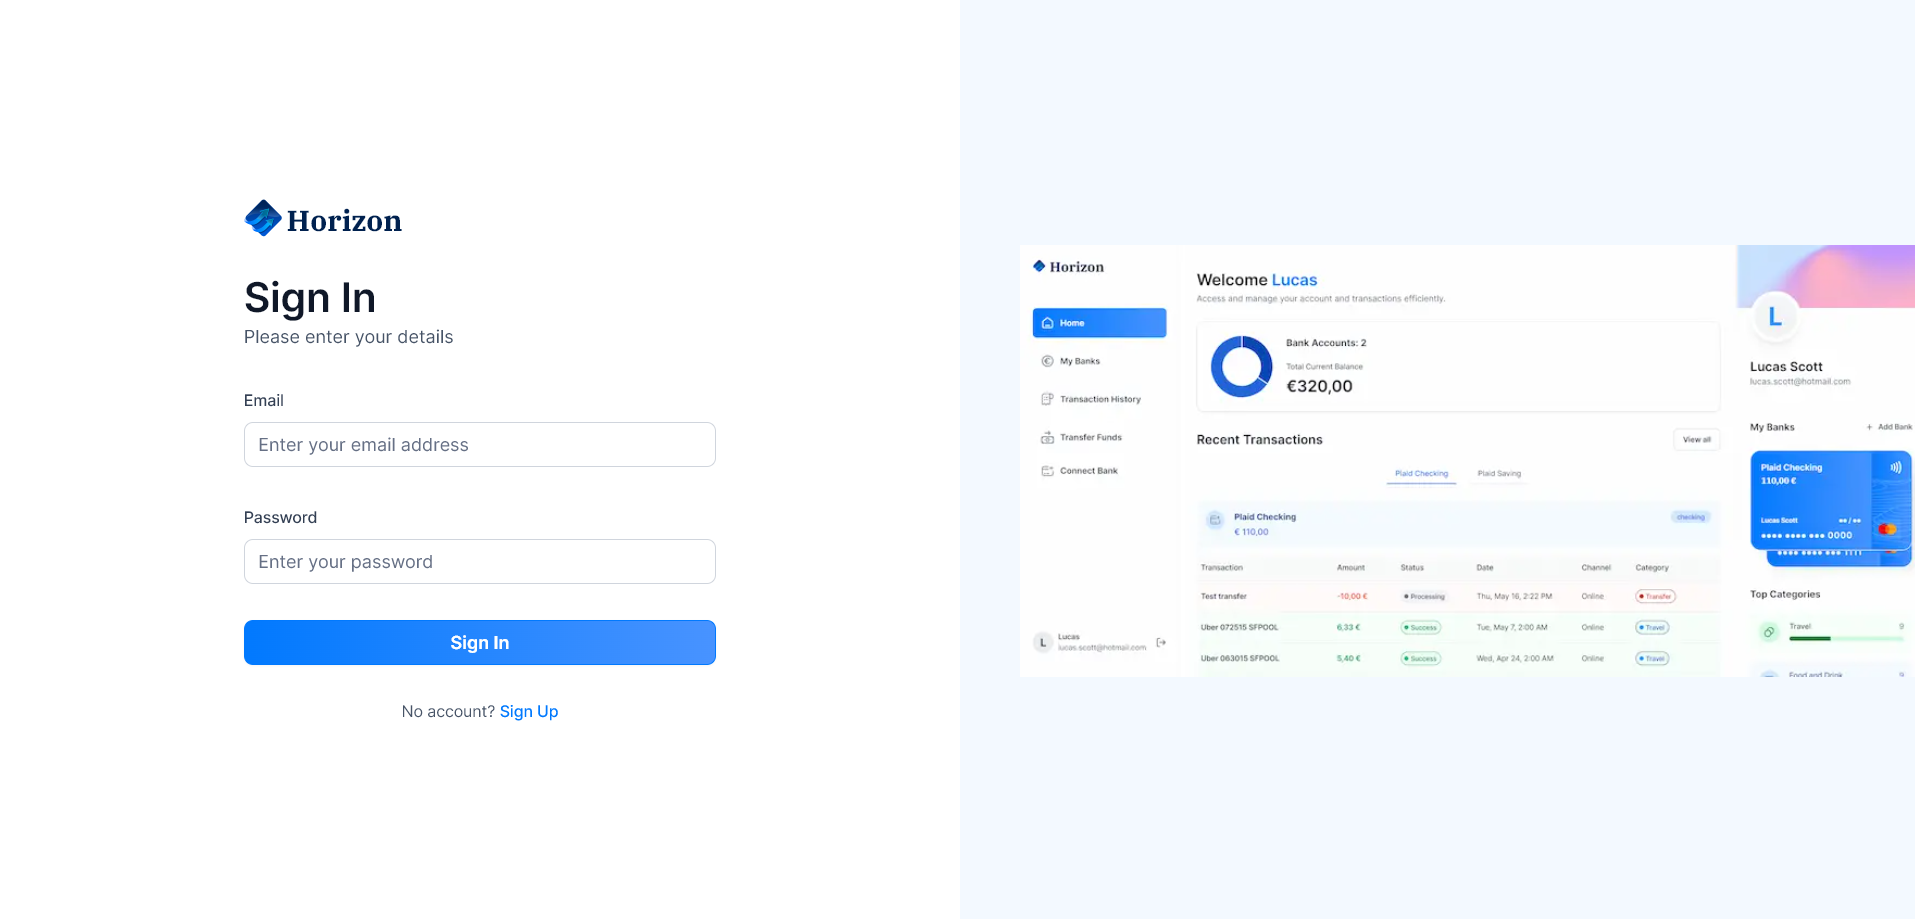 Horizon
Sign In
Please enter your details
Email
Enter your email address
Password
Enter your password
Sign In
No account? Sign Up
Horizon
Home
My Banks
Transaction History
Transfer Funds
Connect Bank
L
Lucas
lucas.scott@hotmail.com
Welcome Lucas
Access and manage your account and transactions efficiently.
Bank Accounts: 2
Total Current Balance
€320,00
Recent Transactions
View all
Plaid Checking Plaid Saving
Plaid Checking
€ 110,00
checking
Transaction Amount Status Date Channel Category
Test transfer -10,00 € Processing Thu, May 16, 2:22 PM Online Transfer
Uber 072515 SFPOOL 6,33 € Success Tue, May 7, 2:00 AM Online Travel
Uber 063015 SFPOOL 5,40 € Success Wed, Apr 24, 2:00 AM Online Travel
L
Lucas Scott
lucas.scott@hotmail.com
My Banks
+ Add Bank
Plaid Checking
110,00 €
Lucas Scott ●● / ●●
●●●● ●●●● ●●● 0000
●●●● ●●●● ●●● 1111
Top Categories
Travel 9
Food and Drink 9